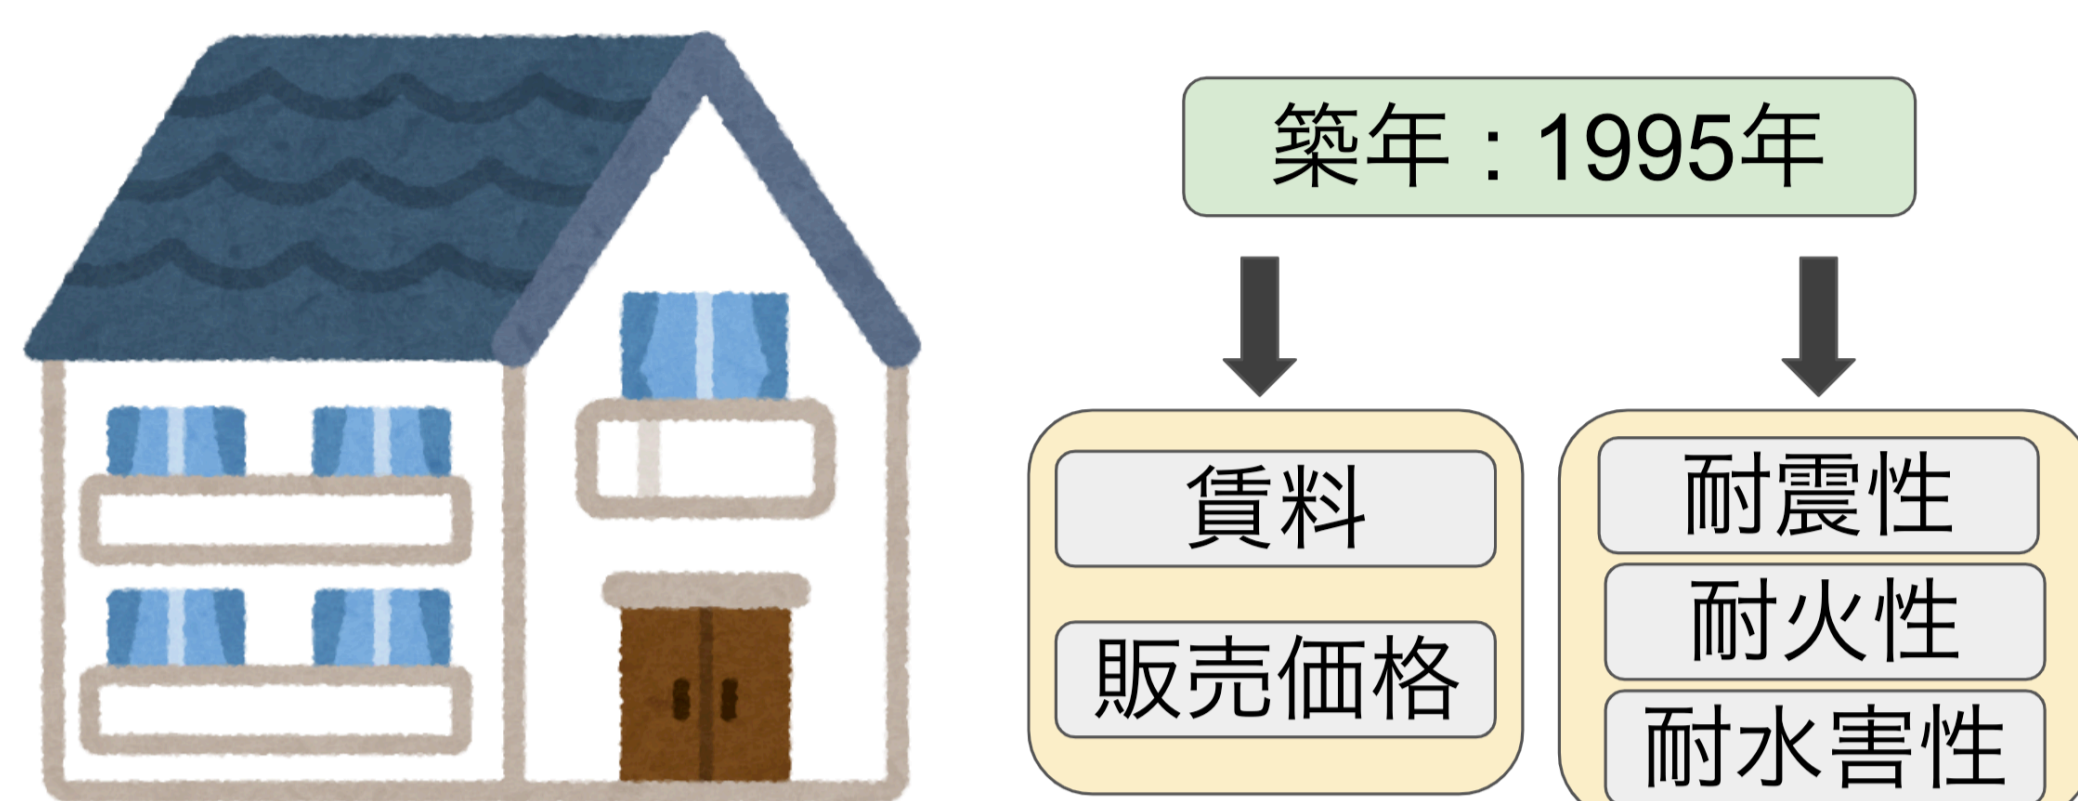 築年：1995年
賃料
販売価格
耐震性
耐火性
耐水害性